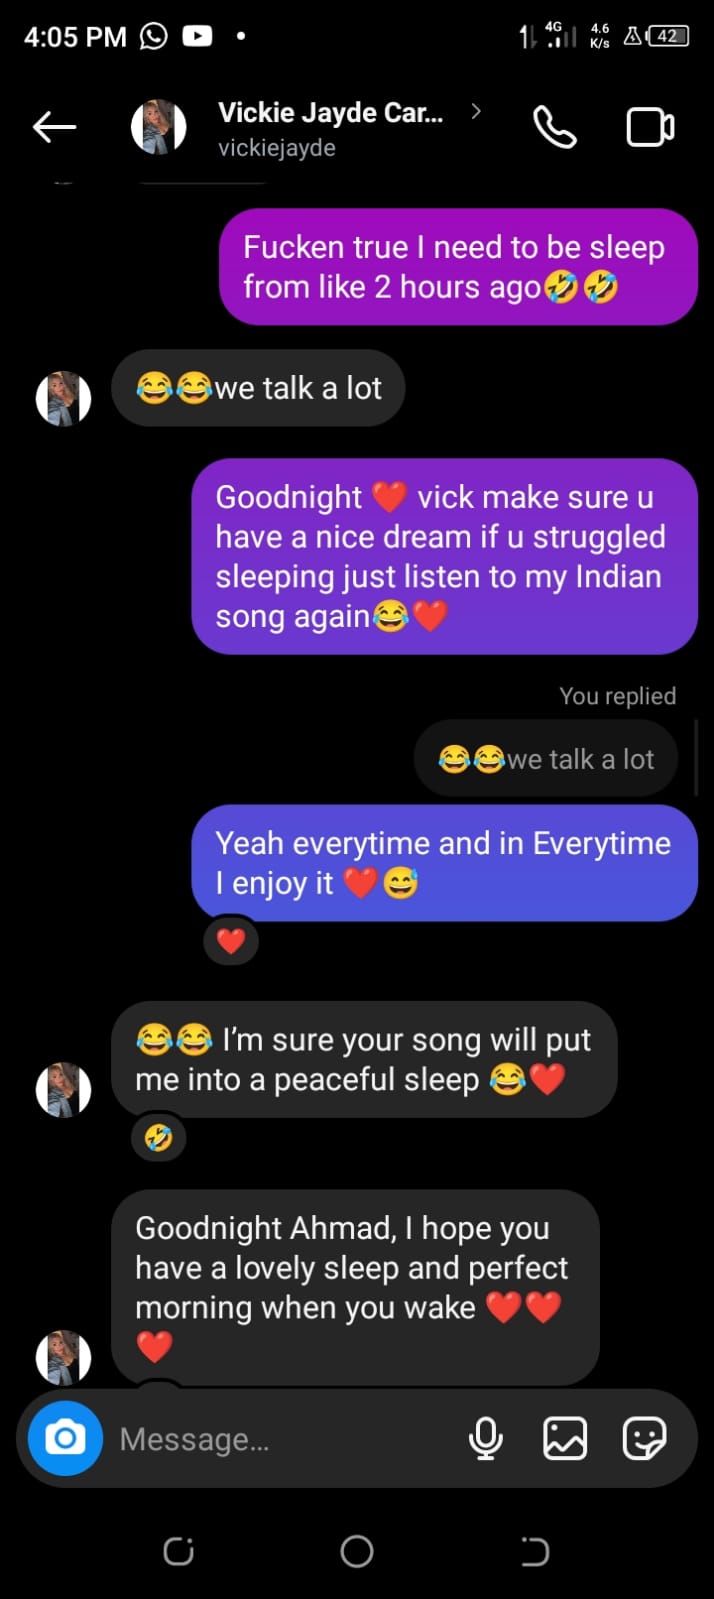 4:05 PM
4G
4.6
K/s
42
Vickie Jayde Car...
vickiejayde
Fucken true I need to be sleep
from like 2 hours ago🤣🤣
😂😂we talk a lot
Goodnight ❤️ vick make sure u
have a nice dream if u struggled
sleeping just listen to my Indian
song again😂❤️
You replied
😂😂we talk a lot
Yeah everytime and in Everytime
I enjoy it ❤️😅
❤️
😂😂 I’m sure your song will put
me into a peaceful sleep 😂❤️
🤣
Goodnight Ahmad, I hope you
have a lovely sleep and perfect
morning when you wake ❤️❤️
❤️
Message...